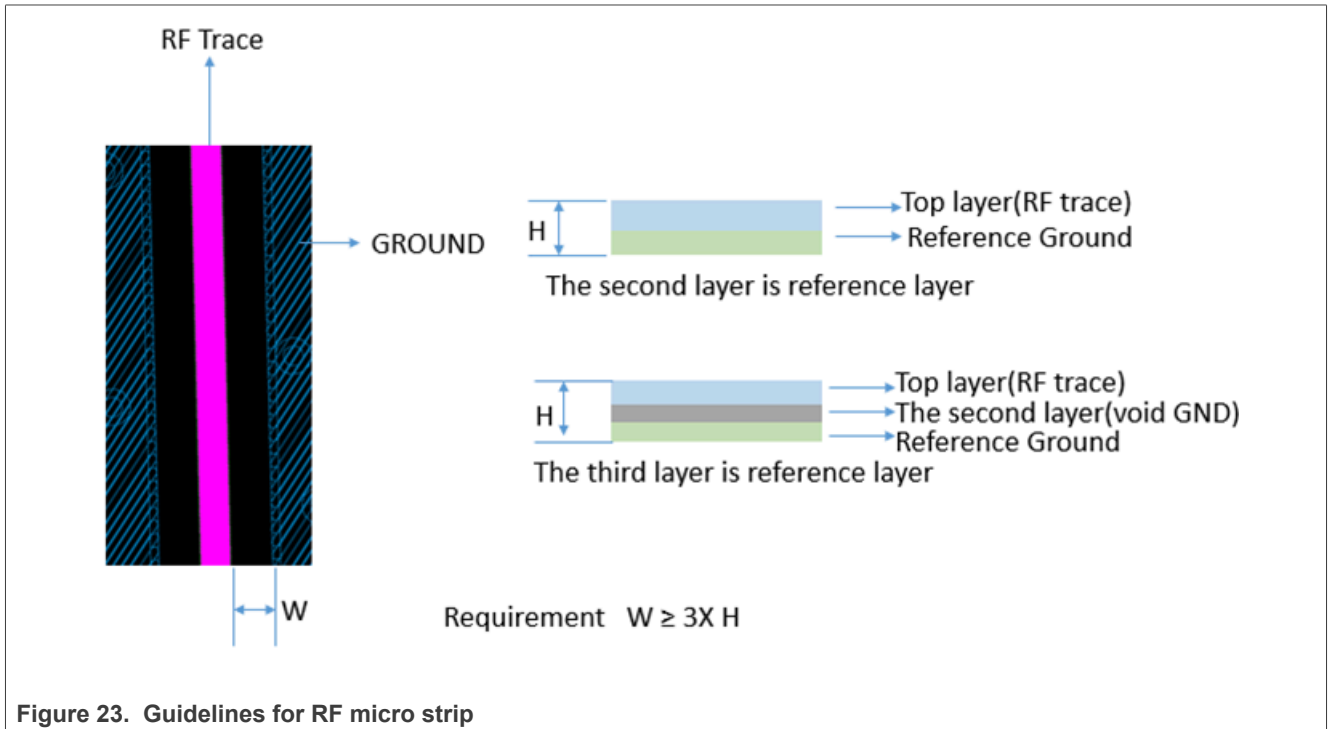 RF Trace
GROUND
W
H
Top layer(RF trace)
Reference Ground
The second layer is reference layer
H
Top layer(RF trace)
The second layer(void GND)
Reference Ground
The third layer is reference layer
Requirement W ≥ 3X H
Figure 23. Guidelines for RF micro strip